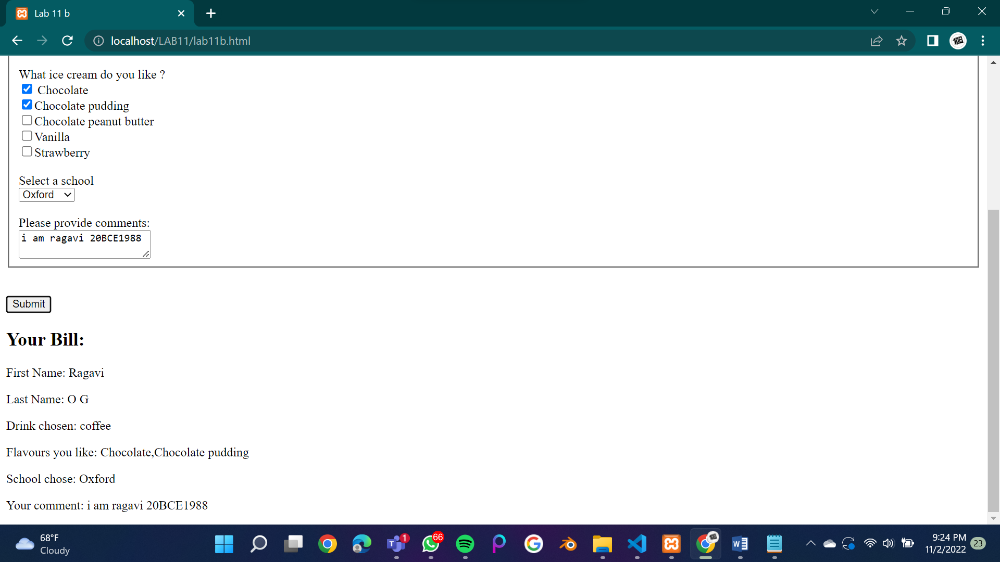 Lab 11 b
localhost/LAB11/lab11b.html
What ice cream do you like ?
Chocolate
Chocolate pudding
Chocolate peanut butter
Vanilla
Strawberry
Select a school
Oxford
Please provide comments:
i am ragavi 20BCE1988
Submit
Your Bill:
First Name: Ragavi
Last Name: O G
Drink chosen: coffee
Flavours you like: Chocolate,Chocolate pudding
School chose: Oxford
Your comment: i am ragavi 20BCE1988
68°F
Cloudy
1
66
9:24 PM
11/2/2022
23